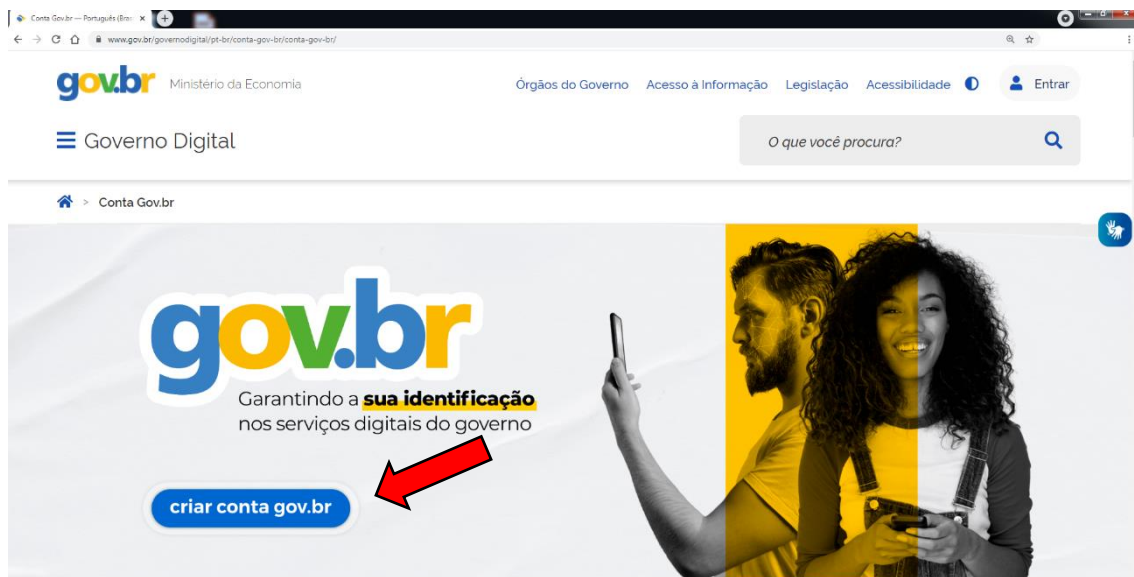 Conta Gov.br — Português (Bras
www.gov.br/governodigital/pt-br/conta-gov-br/conta-gov-br/
gov.br Ministério da Economia Órgãos do Governo Acesso à Informação Legislação Acessibilidade Entrar
Governo Digital O que você procura?
> Conta Gov.br
gov.br
Garantindo a sua identificação
nos serviços digitais do governo
criar conta gov.br